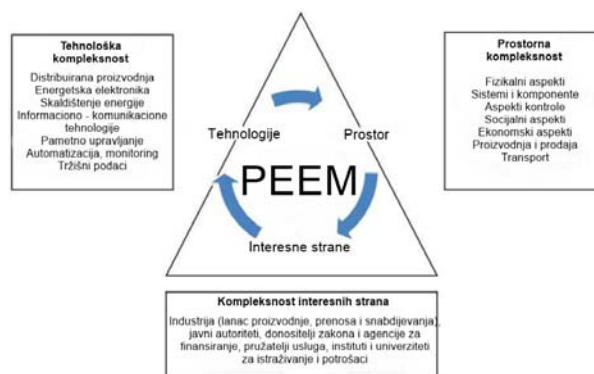 Tehnološka
kompleksnost
Distribuirana proizvodnja
Energetska elektronika
Skaldištenje energije
Informaciono - komunikacione
tehnologije
Pametno upravljanje
Automatizacija, monitoring
Tržišni podaci
Prostorna
kompleksnost
Fizikalni aspekti
Sistemi i komponente
Aspekti kontrole
Socijalni aspekti
Ekonomski aspekti
Proizvodnja i prodaja
Transport
Tehnologije
Prostor
PEEM
Interesne strane
Kompleksnost interesnih strana
Industrija (lanac proizvodnje, prenosa i snabdijevanja),
javni autoriteti, donositelji zakona i agencije za
finansiranje, pružatelji usluga, instituti i univerziteti
za istraživanje i potrošaci